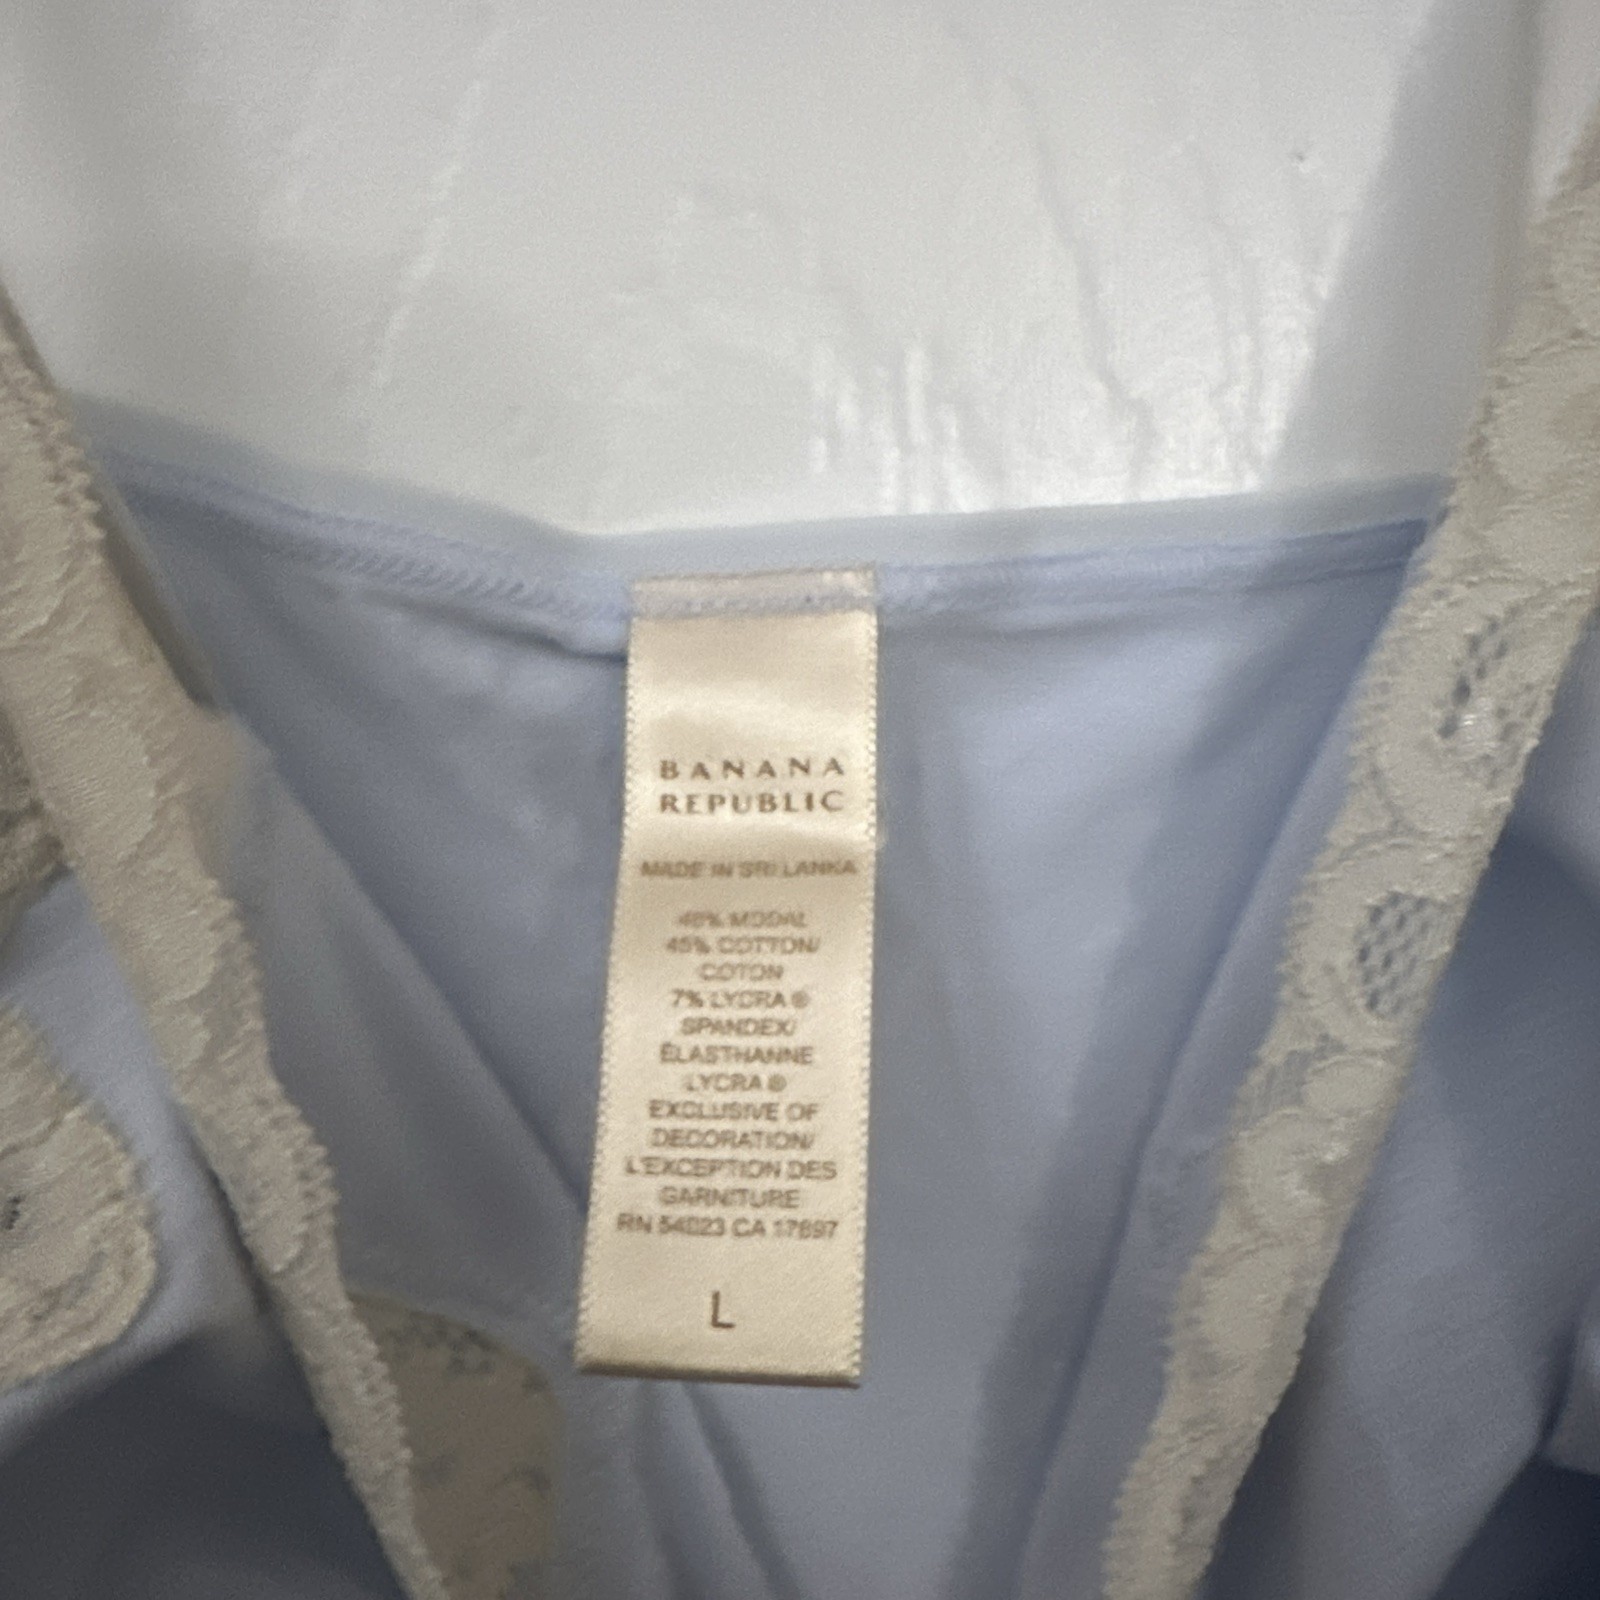 BANANA
REPUBLIC
MADE IN SRI LANKA
48% MODAL
45% COTTON/
COTON
7% LYCRA ®
SPANDEX/
ÉLASTHANNE
LYCRA ®
EXCLUSIVE OF
DECORATION/
L'EXCEPTION DES
GARNITURE
RN 54023 CA 17897
L